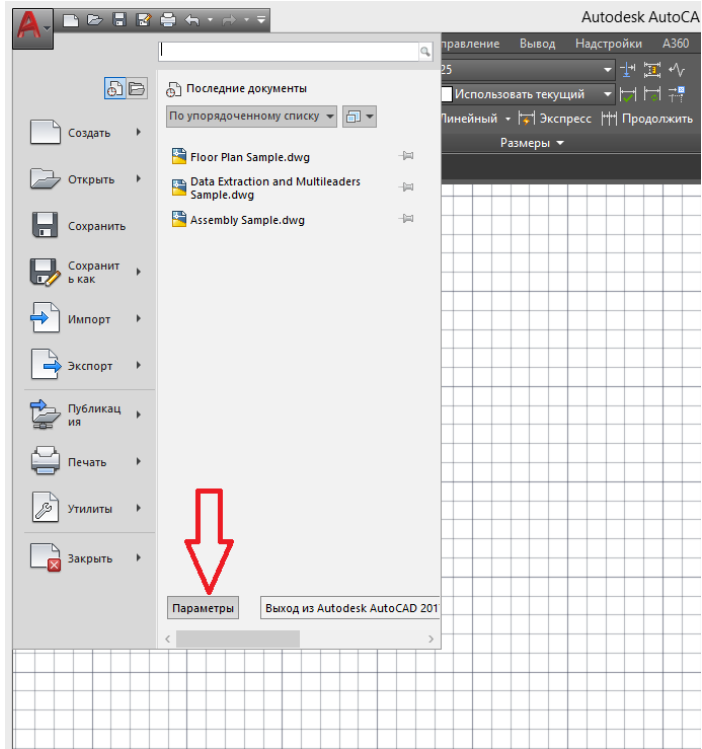 Autodesk AutoCA
правление Вывод Надстройки A360
25
Использовать текущий
Линейный Экспресс Продолжить
Размеры
Последние документы
По упорядоченному списку
Floor Plan Sample.dwg
Data Extraction and Multileaders
Sample.dwg
Assembly Sample.dwg
Создать
Открыть
Сохранить
Сохранит
ь как
Импорт
Экспорт
Публикац
ия
Печать
Утилиты
Закрыть
Параметры
Выход из Autodesk AutoCAD 201